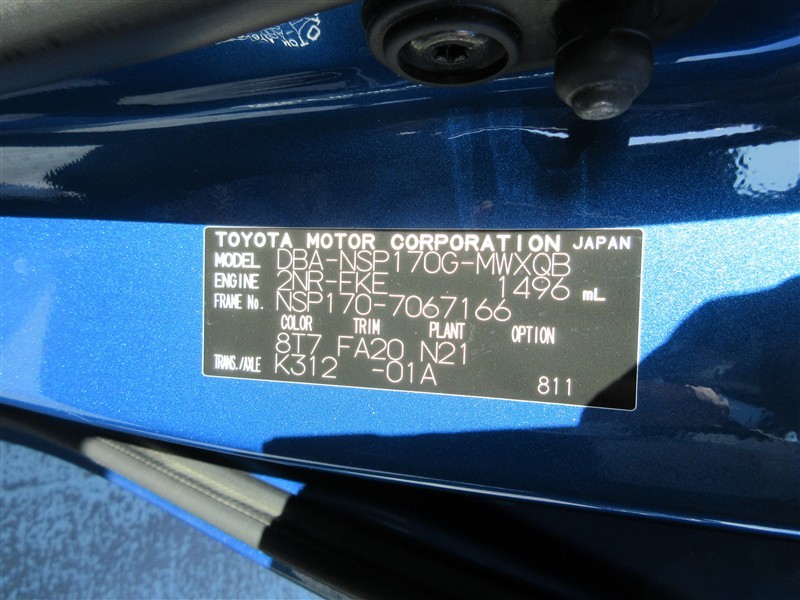 TOYOTA MOTOR CORPORATION JAPAN
MODEL DBA-NSP170G-MWXQB
ENGINE 2NR-FKE 1496 mL
FRAME No. NSP170-7067166
COLOR TRIM PLANT OPTION
8T7 FA20 N21
TRANS./AXLE K312 -01A
811